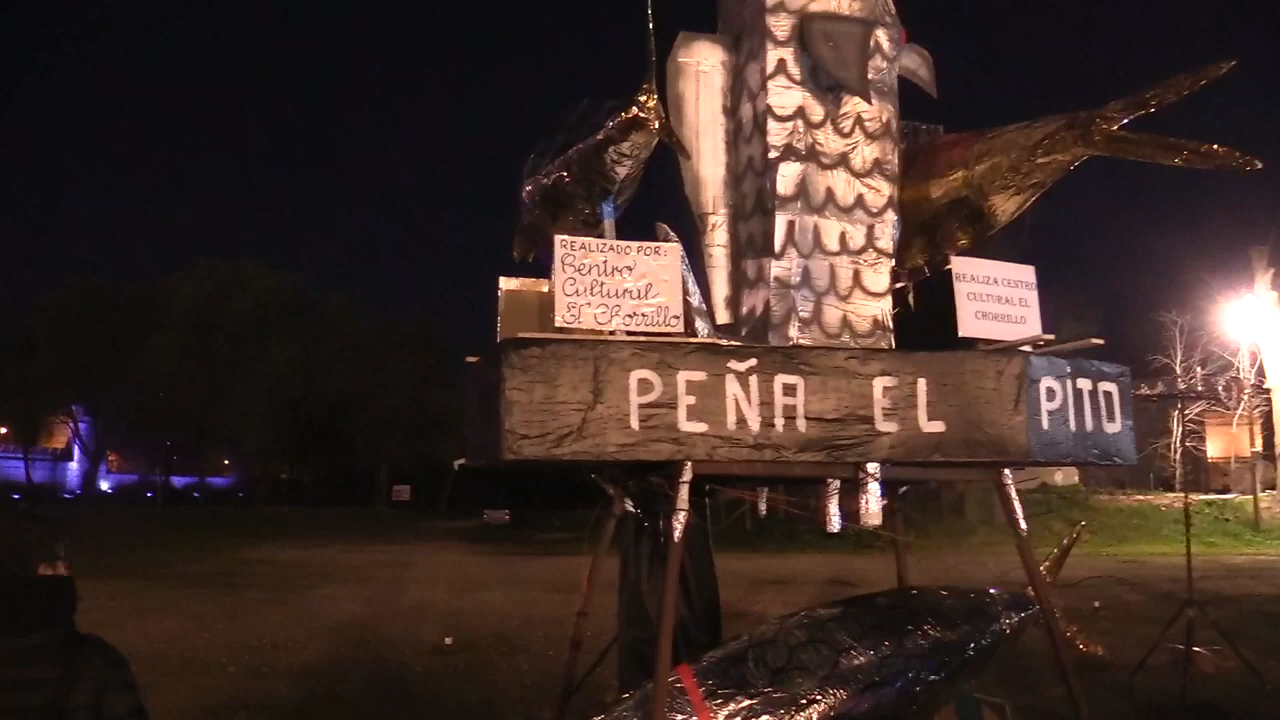 REALIZADO POR:
Centro
Cultural
El Chorrillo
REALIZA CENTRO
CULTURAL EL
CHORRILLO
PEÑA EL PITO